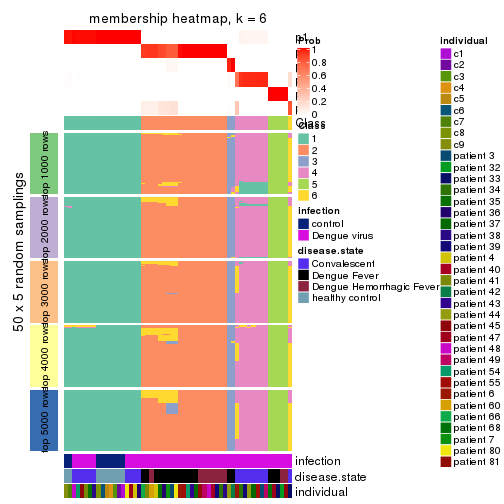 membership heatmap, k = 6
50 x 5 random samplings
top 1000 rows
top 2000 rows
top 3000 rows
top 4000 rows
top 5000 rows
p1
Class
infection
disease.state
individual
Prob
1
0.8
0.6
0.4
0.2
0
Class
1
2
3
4
5
6
infection
control
Dengue virus
disease.state
Convalescent
Dengue Fever
Dengue Hemorrhagic Fever
healthy control
individual
c1
c2
c3
c4
c5
c6
c7
c8
c9
patient 3
patient 32
patient 33
patient 34
patient 35
patient 36
patient 37
patient 38
patient 39
patient 4
patient 40
patient 41
patient 42
patient 43
patient 44
patient 45
patient 47
patient 48
patient 49
patient 54
patient 55
patient 6
patient 60
patient 66
patient 68
patient 7
patient 80
patient 81